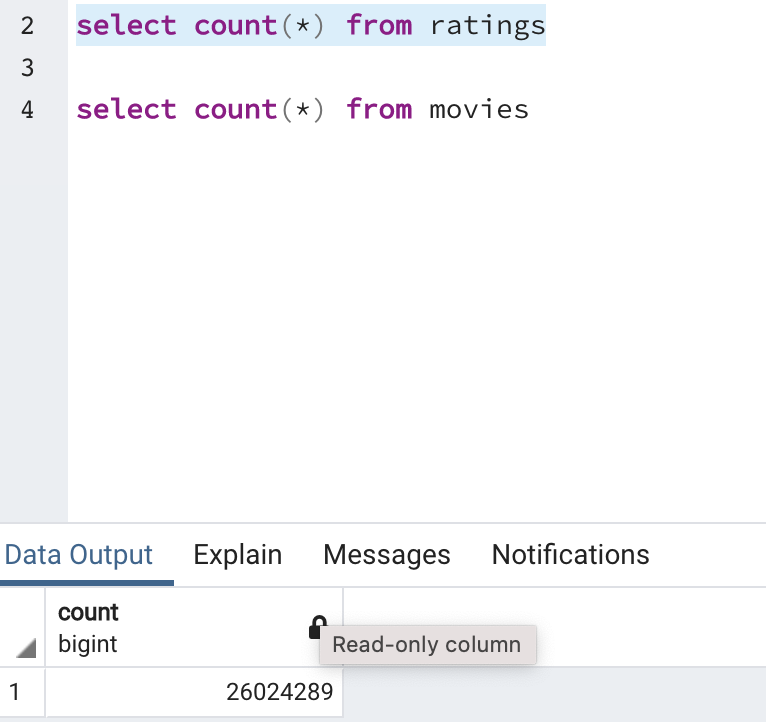 2 select count(*) from ratings
3
4 select count(*) from movies
Data Output Explain Messages Notifications
count
bigint
Read-only column
1 26024289